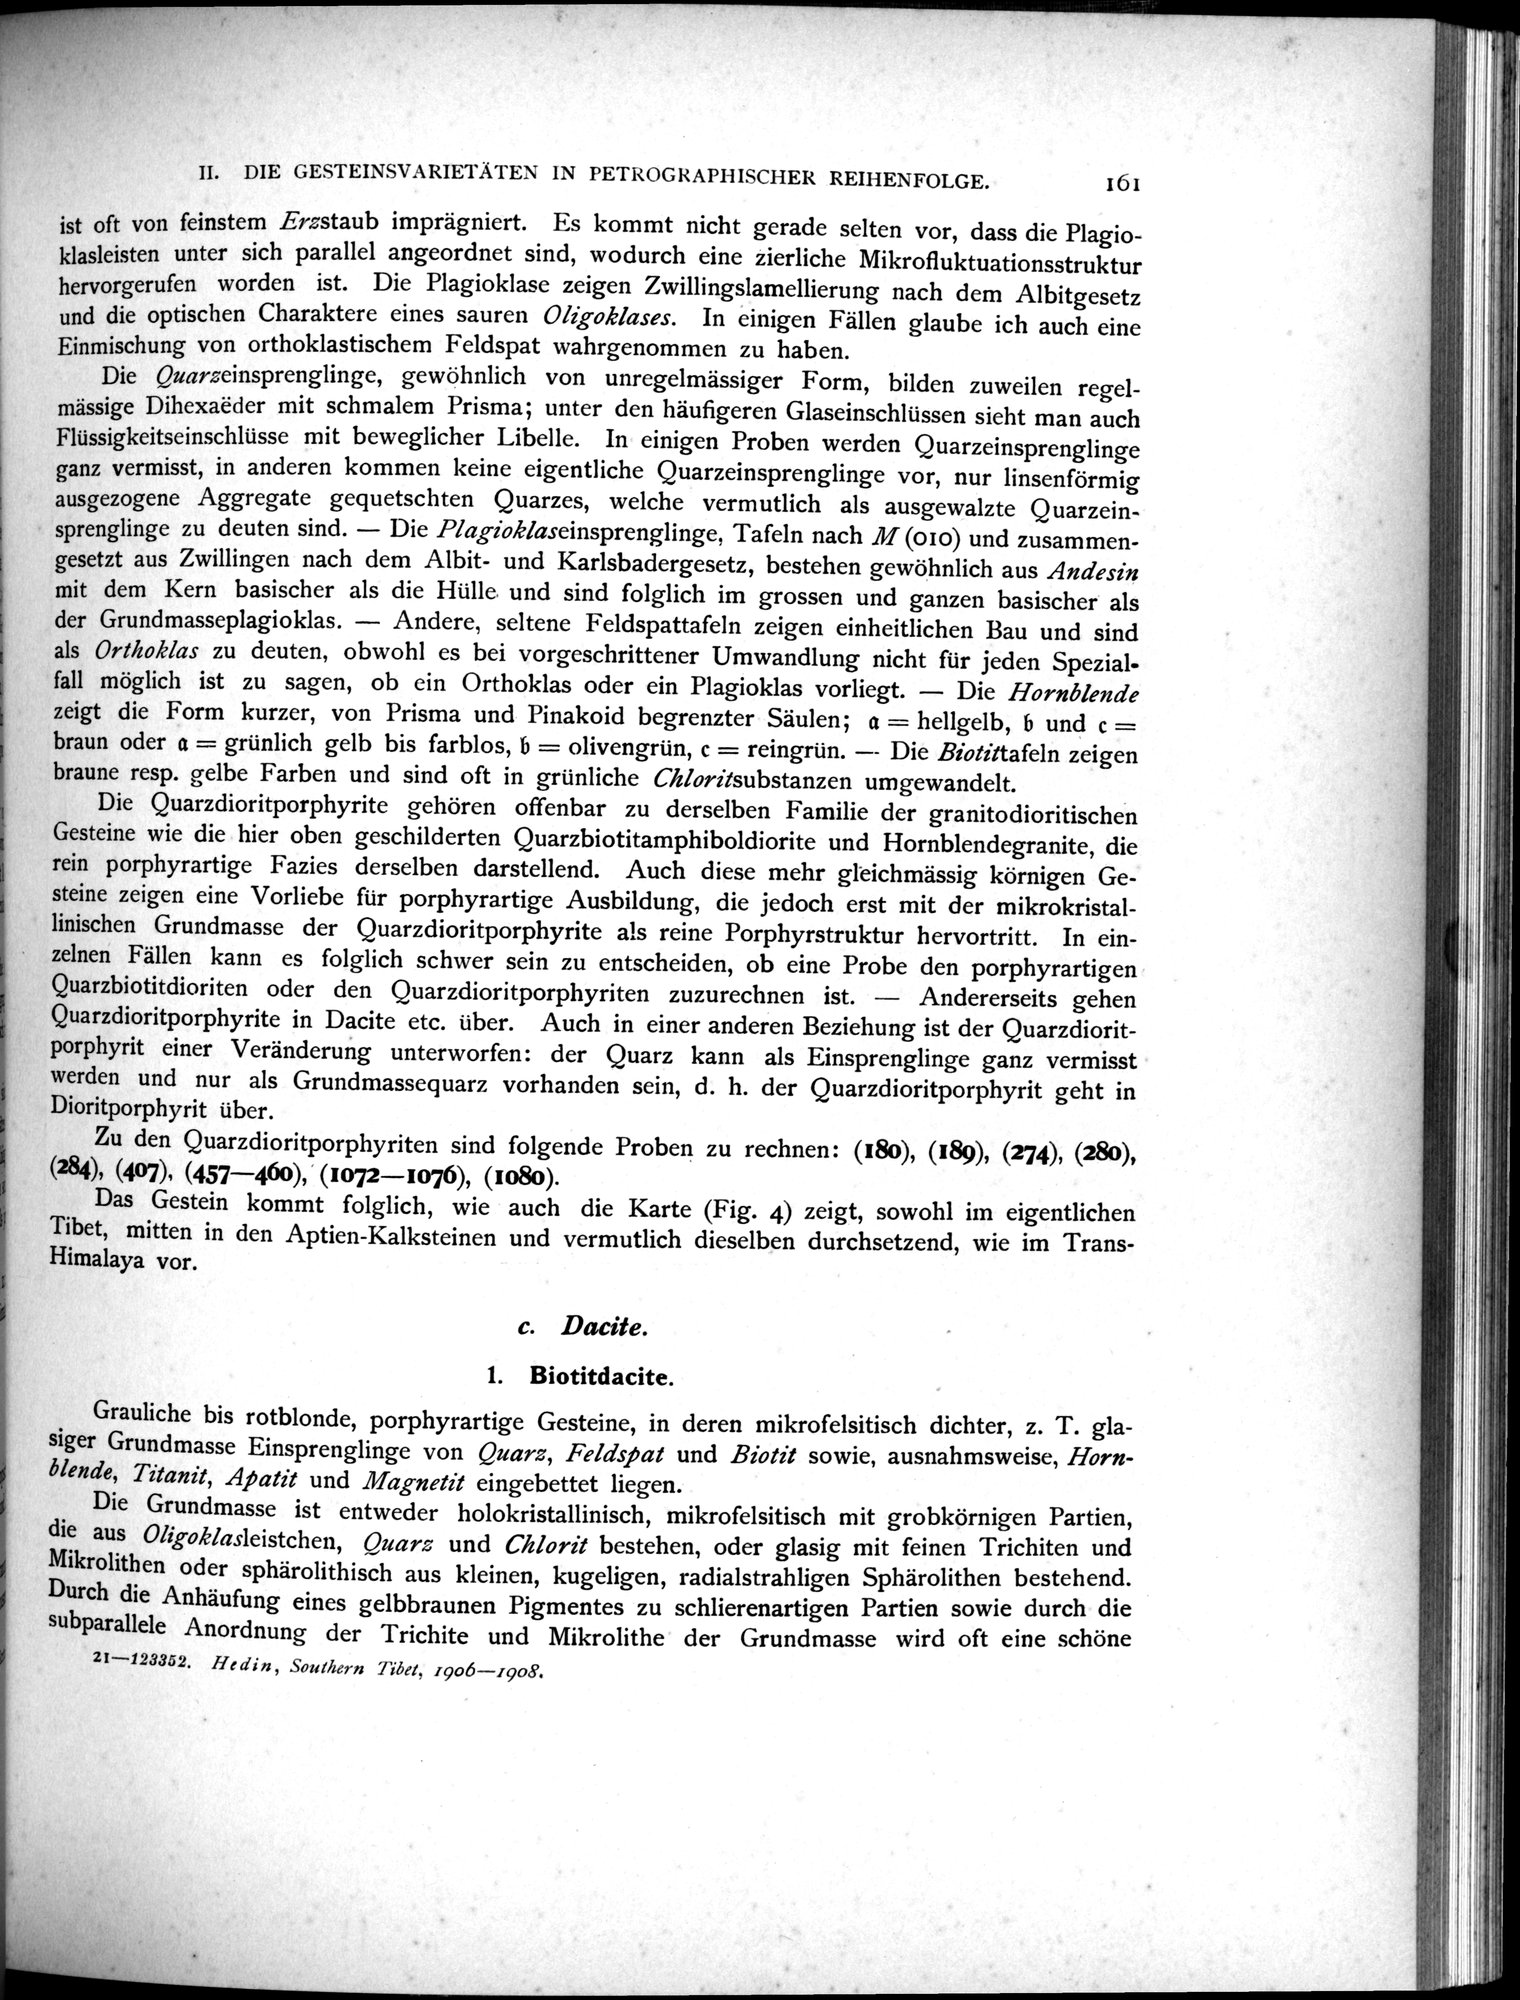 II. DIE GESTEINSVARIETÄTEN IN PETROGRAPHISCHER REIHENFOLGE. 161
ist oft von feinstem Erzstaub imprägniert. Es kommt nicht gerade selten vor, dass die Plagio-
klasleisten unter sich parallel angeordnet sind, wodurch eine zierliche Mikrofluktuationsstruktur
hervorgerufen worden ist. Die Plagioklase zeigen Zwillingslamellierung nach dem Albitgesetz
und die optischen Charaktere eines sauren Oligoklases. In einigen Fällen glaube ich auch eine
Einmischung von orthoklastischem Feldspat wahrgenommen zu haben.
Die Quarzeinsprenglinge, gewöhnlich von unregelmässiger Form, bilden zuweilen regel-
mässige Dihexaëder mit schmalem Prisma; unter den häufigeren Glaseinschlüssen sieht man auch
Flüssigkeitseinschlüsse mit beweglicher Libelle. In einigen Proben werden Quarzeinsprenglinge
ganz vermisst, in anderen kommen keine eigentliche Quarzeinsprenglinge vor, nur linsenförmig
ausgezogene Aggregate gequetschten Quarzes, welche vermutlich als ausgewalzte Quarzein-
sprenglinge zu deuten sind. — Die Plagioklaseinsprenglinge, Tafeln nach M (010) und zusammen-
gesetzt aus Zwillingen nach dem Albit- und Karlsbadergesetz, bestehen gewöhnlich aus Andesin
mit dem Kern basischer als die Hülle und sind folglich im grossen und ganzen basischer als
der Grundmasseplagioklas. — Andere, seltene Feldspattafeln zeigen einheitlichen Bau und sind
als Orthoklas zu deuten, obwohl es bei vorgeschrittener Umwandlung nicht für jeden Spezial-
fall möglich ist zu sagen, ob ein Orthoklas oder ein Plagioklas vorliegt. — Die Hornblende
zeigt die Form kurzer, von Prisma und Pinakoid begrenzter Säulen; a = hellgelb, b und c =
braun oder a = grünlich gelb bis farblos, b = olivengrün, c = reingrün. — Die Biotittafeln zeigen
braune resp. gelbe Farben und sind oft in grünliche Chloritsubstanzen umgewandelt.
Die Quarzdioritporphyrite gehören offenbar zu derselben Familie der granitodioritischen
Gesteine wie die hier oben geschilderten Quarzbiotitamphiboldiorite und Hornblendegranite, die
rein porphyrartige Fazies derselben darstellend. Auch diese mehr gleichmässig körnigen Ge-
steine zeigen eine Vorliebe für porphyrartige Ausbildung, die jedoch erst mit der mikrokristal-
linischen Grundmasse der Quarzdioritporphyrite als reine Porphyrstruktur hervortritt. In ein-
zelnen Fällen kann es folglich schwer sein zu entscheiden, ob eine Probe den porphyrartigen
Quarzbiotitdioriten oder den Quarzdioritporphyriten zuzurechnen ist. — Andererseits gehen
Quarzdioritporphyrite in Dacite etc. über. Auch in einer anderen Beziehung ist der Quarzdiorit-
porphyrit einer Veränderung unterworfen: der Quarz kann als Einsprenglinge ganz vermisst
werden und nur als Grundmassequarz vorhanden sein, d. h. der Quarzdioritporphyrit geht in
Dioritporphyrit über.
Zu den Quarzdioritporphyriten sind folgende Proben zu rechnen: (180), (189), (274), (280),
(284), (407), (457—460), (1072—1076), (1080).
Das Gestein kommt folglich, wie auch die Karte (Fig. 4) zeigt, sowohl im eigentlichen
Tibet, mitten in den Aptien-Kalksteinen und vermutlich dieselben durchsetzend, wie im Trans-
Himalaya vor.
c. Dacite.
1. Biotitdacite.
Grauliche bis rotblonde, porphyrartige Gesteine, in deren mikrofelsitisch dichter, z. T. gla-
siger Grundmasse Einsprenglinge von Quarz, Feldspat und Biotit sowie, ausnahmsweise, Horn-
blende, Titanit, Apatit und Magnetit eingebettet liegen.
Die Grundmasse ist entweder holokristallinisch, mikrofelsitisch mit grobkörnigen Partien,
die aus Oligoklasleistchen, Quarz und Chlorit bestehen, oder glasig mit feinen Trichiten und
Mikrolithen oder sphärolithisch aus kleinen, kugeligen, radialstrahligen Sphärolithen bestehend.
Durch die Anhäufung eines gelbbraunen Pigmentes zu schlierenartigen Partien sowie durch die
subparallele Anordnung der Trichite und Mikrolithe der Grundmasse wird oft eine schöne
21—123352. Hedin, Southern Tibet, 1906—1908.